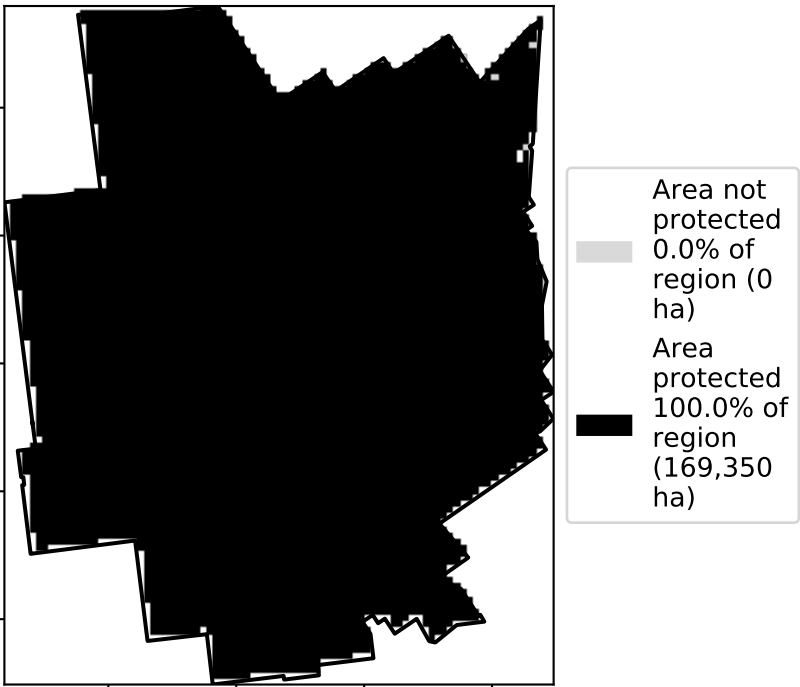 Area not
protected
0.0% of
region (0
ha)
Area
protected
100.0% of
region
(169,350
ha)